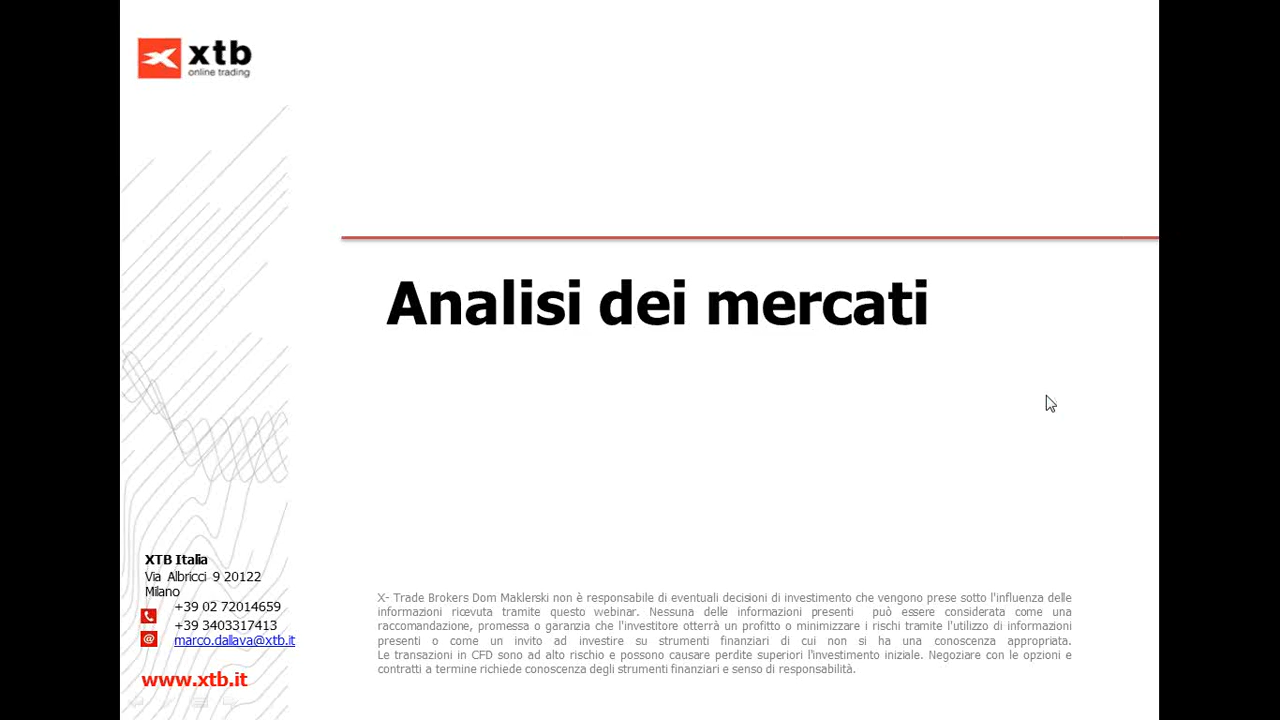 xtb
online trading
Analisi dei mercati
XTB Italia
Via Albricci 9 20122
Milano
+39 02 72014659
+39 3403317413
marco.dallava@xtb.it
www.xtb.it
X- Trade Brokers Dom Maklerski non è responsabile di eventuali decisioni di investimento che vengono prese sotto l'influenza delle
informazioni ricevuta tramite questo webinar. Nessuna delle informazioni presenti può essere considerata come una
raccomandazione, promessa o garanzia che l'investitore otterrà un profitto o minimizzare i rischi tramite l'utilizzo di informazioni
presenti o come un invito ad investire su strumenti finanziari di cui non si ha una conoscenza appropriata.
Le transazioni in CFD sono ad alto rischio e possono causare perdite superiori l'investimento iniziale. Negoziare con le opzioni e
contratti a termine richiede conoscenza degli strumenti finanziari e senso di responsabilità.